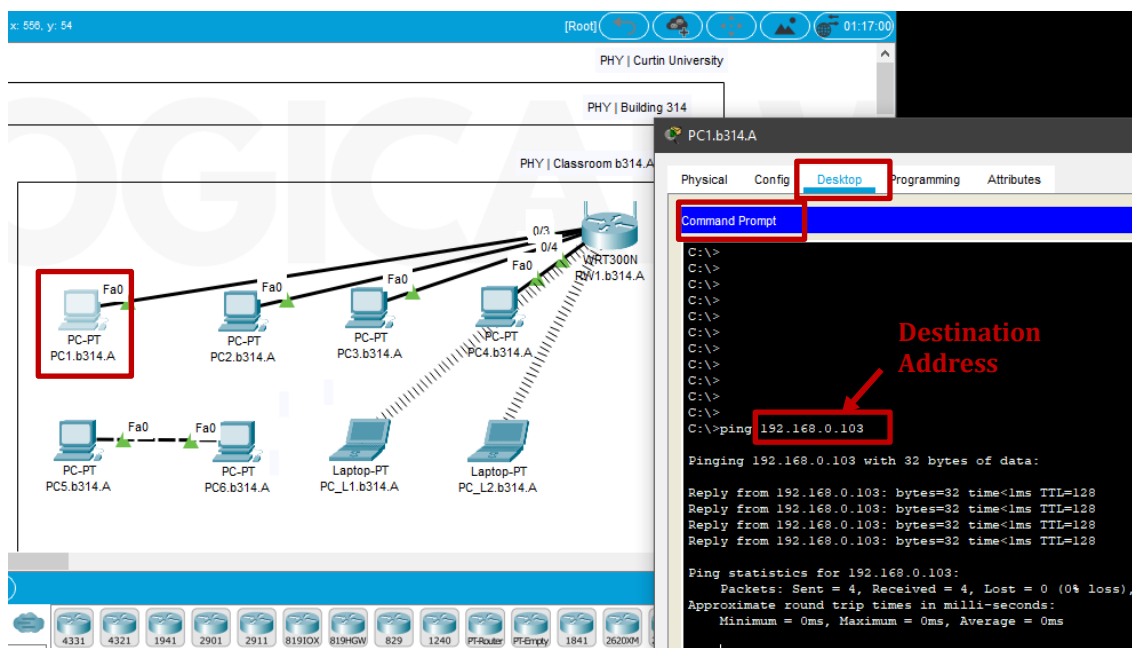 x: 556, y: 54
[Root]
01:17:00
PHY | Curtin University
PHY | Building 314
PHY | Classroom b314.A
0/3
0/4
Fa0
WRT300N
RW1.b314.A
Fa0
PC-PT
PC1.b314.A
Fa0
PC-PT
PC2.b314.A
Fa0
PC-PT
PC3.b314.A
PC-PT
PC4.b314.A
Fa0
Fa0
PC-PT
PC5.b314.A
PC-PT
PC6.b314.A
Laptop-PT
PC_L1.b314.A
Laptop-PT
PC_L2.b314.A
4331 4321 1941 2901 2911 819IOX 819HGW 829 1240 PT-Router PT-Empty 1841 2620XM
PC1.b314.A
Physical Config Desktop Programming Attributes
Command Prompt
C:\>
C:\>
C:\>
C:\>
C:\>
C:\>
C:\>
C:\>
C:\>
C:\>
C:\>
C:\>ping 192.168.0.103
Destination
Address
Pinging 192.168.0.103 with 32 bytes of data:
Reply from 192.168.0.103: bytes=32 time<1ms TTL=128
Reply from 192.168.0.103: bytes=32 time<1ms TTL=128
Reply from 192.168.0.103: bytes=32 time<1ms TTL=128
Reply from 192.168.0.103: bytes=32 time<1ms TTL=128
Ping statistics for 192.168.0.103:
Packets: Sent = 4, Received = 4, Lost = 0 (0% loss),
Approximate round trip times in milli-seconds:
Minimum = 0ms, Maximum = 0ms, Average = 0ms